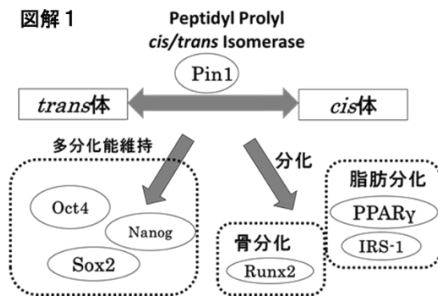 図解１
Peptidyl Prolyl
cis/trans Isomerase
Pin1
trans体
cis体
多分化能維持
分化
Oct4
Nanog
Sox2
骨分化
Runx2
脂肪分化
PPARγ
IRS-1